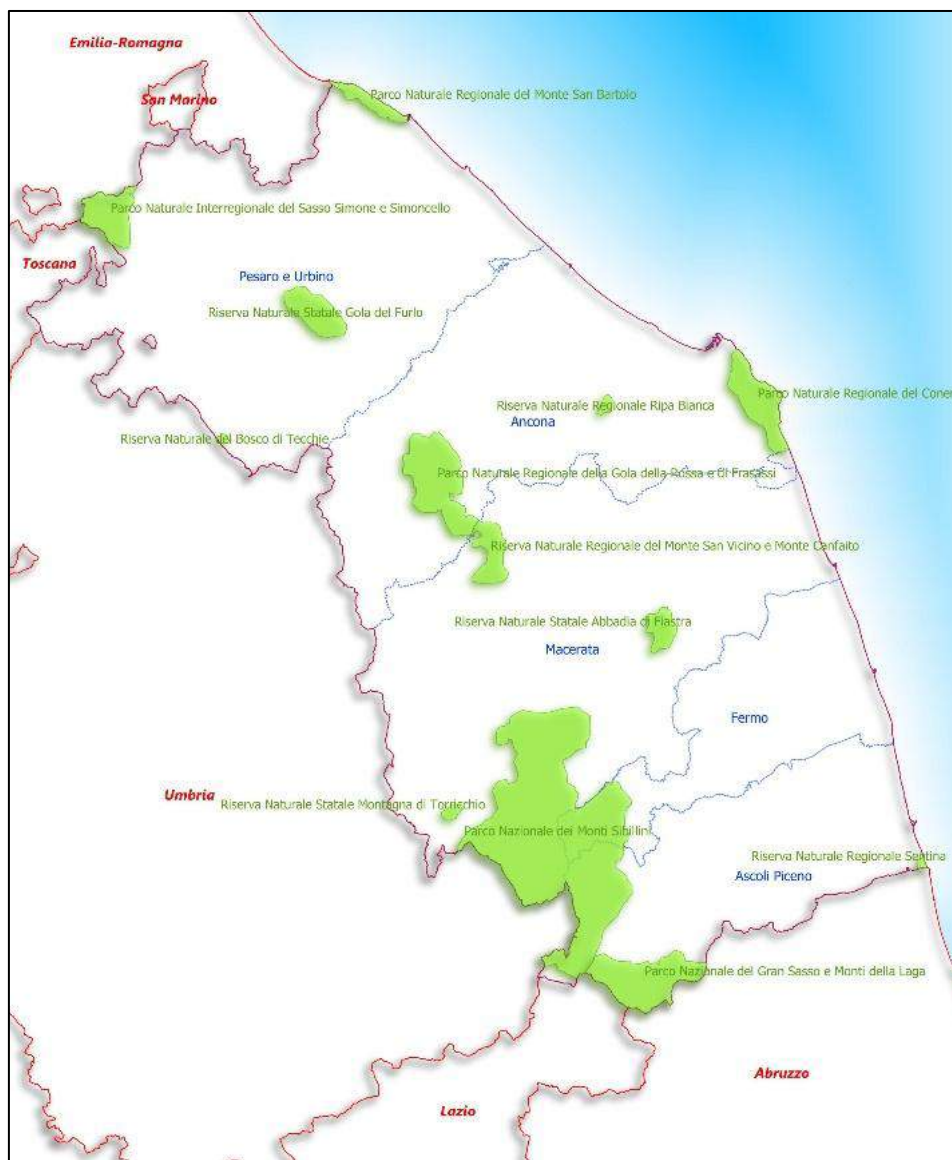 Emilia-Romagna
Parco Naturale Regionale del Monte San Bartolo
San Marino
Parco Naturale Interregionale del Sasso Simone e Simoncello
Toscana
Pesaro e Urbino
Riserva Naturale Statale Gola del Furlo
Parco Naturale Regionale del Coner
Riserva Naturale Regionale Ripa Bianca
Ancona
Riserva Naturale del Bosco di Tecchie
Parco Naturale Regionale della Gola della Rossa e di Frasassi
Riserva Naturale Regionale del Monte San Vicino e Monte Canfaito
Riserva Naturale Statale Abbadia di Fiastra
Macerata
Fermo
Umbria
Riserva Naturale Statale Montagna di Torricchio
Parco Nazionale dei Monti Sibillini
Riserva Naturale Regionale Sentina
Ascoli Piceno
Parco Nazionale del Gran Sasso e Monti della Laga
Abruzzo
Lazio